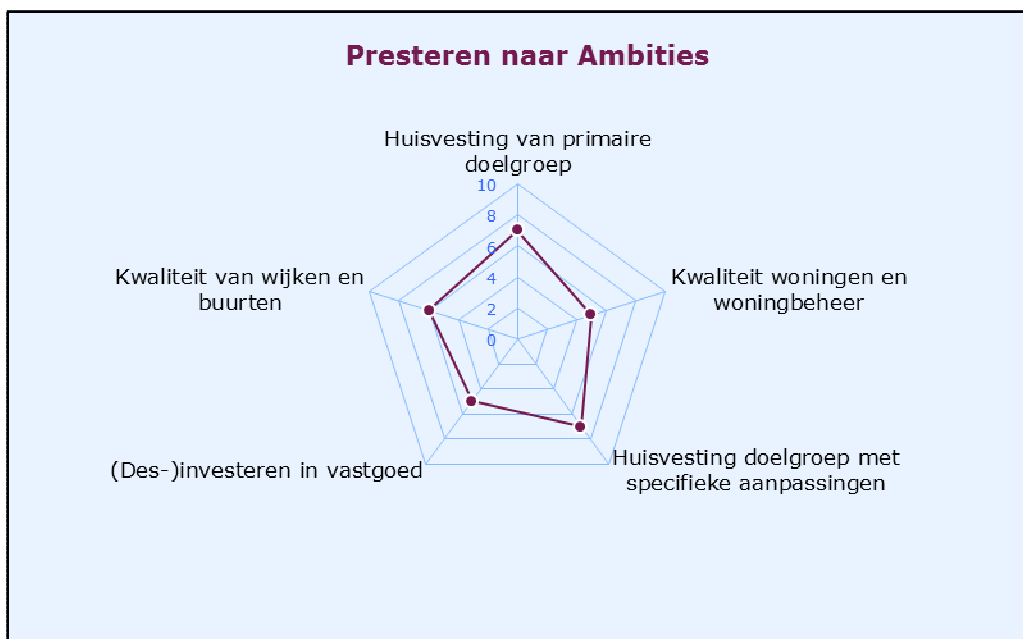 Presteren naar Ambities
Huisvesting van primaire
doelgroep
10
8
6
4
2
0
Kwaliteit van wijken en
buurten
Kwaliteit woningen en
woningbeheer
(Des-)investeren in vastgoed
Huisvesting doelgroep met
specifieke aanpassingen